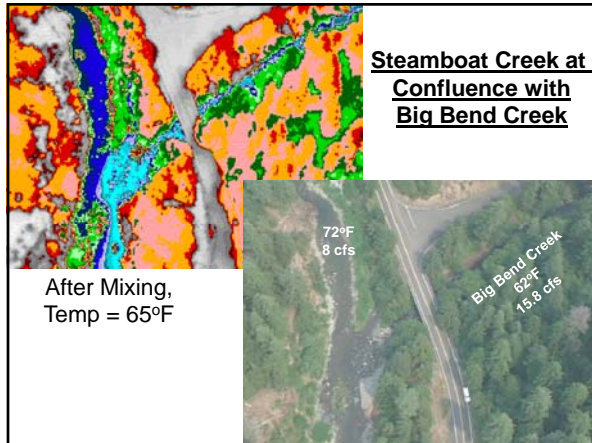 Steamboat Creek at
Confluence with
Big Bend Creek
72ºF
8 cfs
Big Bend Creek
62ºF
15.8 cfs
After Mixing,
Temp = 65ºF